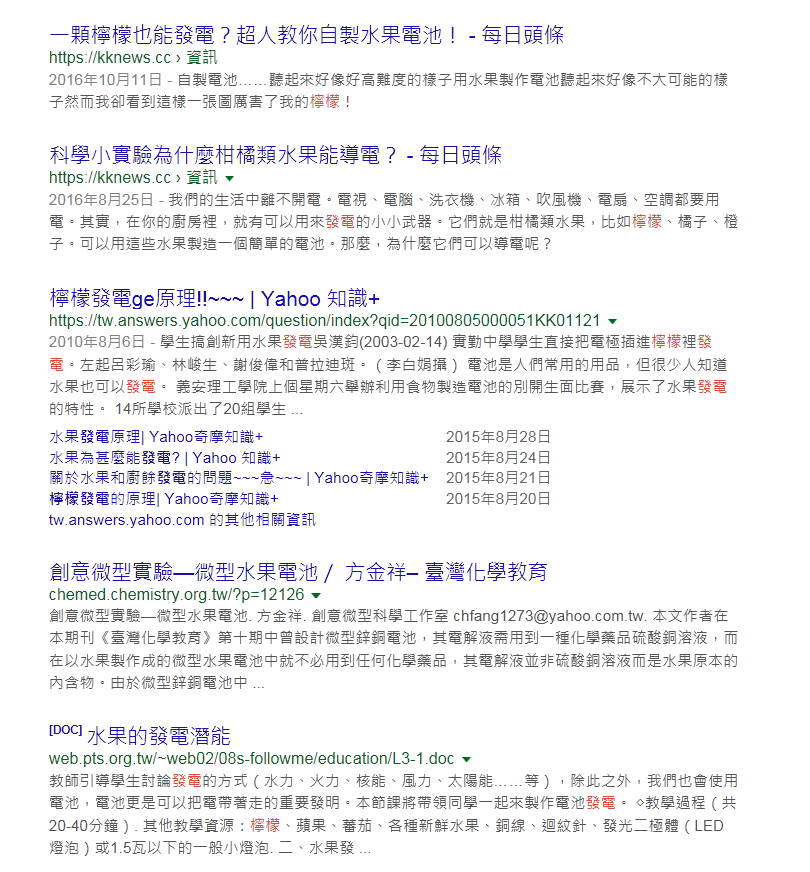 一顆檸檬也能發電？超人教你自製水果電池！ - 每日頭條
https://kknews.cc › 資訊
2016年10月11日 - 自製電池……聽起來好像好高難度的樣子用水果製作電池聽起來好像不大可能的樣
子然而我卻看到這樣一張圖厲害了我的檸檬！
科學小實驗為什麼柑橘類水果能導電？ - 每日頭條
https://kknews.cc › 資訊
2016年8月25日 - 我們的生活中離不開電。電視、電腦、洗衣機、冰箱、吹風機、電扇、空調都要用
電。其實，在你的廚房裡，就有可以用來發電的小小武器。它們就是柑橘類水果，比如檸檬、橘子、橙
子。可以用這些水果製造一個簡單的電池。那麼，為什麼它們可以導電呢？
檸檬發電ge原理!!~~~ | Yahoo 知識+
https://tw.answers.yahoo.com/question/index?qid=20100805000051KK01121
2010年8月6日 - 學生搞創新用水果發電吳漢鈞(2003-02-14) 實勤中學學生直接把電極插進檸檬裡發
電。左起呂彩瑜、林峻生、謝俊偉和普拉迪斑。（李白娟攝） 電池是人們常用的用品，但很少人知道
水果也可以發電。 義安理工學院上個星期六舉辦利用食物製造電池的別開生面比賽，展示了水果發電
的特性。 14所學校派出了20組學生 ...
水果發電原理| Yahoo奇摩知識+ 2015年8月28日
水果為甚麼能發電? | Yahoo 知識+ 2015年8月24日
關於水果和廚餘發電的問題~~~急~~~ | Yahoo奇摩知識+ 2015年8月21日
檸檬發電的原理| Yahoo奇摩知識+ 2015年8月20日
tw.answers.yahoo.com 的其他相關資訊
創意微型實驗—微型水果電池 ／ 方金祥– 臺灣化學教育
chemed.chemistry.org.tw/?p=12126
創意微型實驗—微型水果電池. 方金祥. 創意微型科學工作室 chfang1273@yahoo.com.tw. 本文作者在
本期刊《臺灣化學教育》第十期中曾設計微型鋅銅電池，其電解液需用到一種化學藥品硫酸銅溶液，而
在以水果製作成的微型水果電池中就不必用到任何化學藥品，其電解液並非硫酸銅溶液而是水果原本的
內含物。由於微型鋅銅電池中 ...
[DOC] 水果的發電潛能
web.pts.org.tw/~web02/08s-followme/education/L3-1.doc
教師引導學生討論發電的方式（水力、火力、核能、風力、太陽能……等），除此之外，我們也會使用
電池，電池更是可以把電帶著走的重要發明。本節課將帶領同學一起來製作電池發電。 ◇教學過程（共
20-40分鐘）. 其他教學資源：檸檬、蘋果、蕃茄、各種新鮮水果、銅線、迴紋針、發光二極體（LED
燈泡）或1.5瓦以下的一般小燈泡. 二、水果發 ...